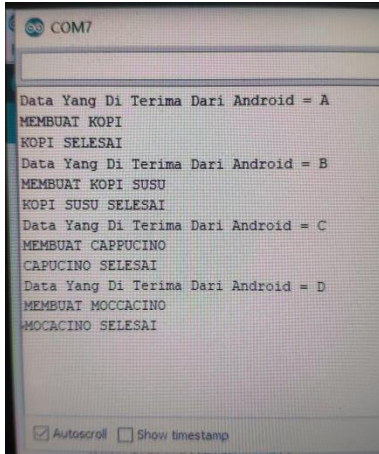 COM7
Data Yang Di Terima Dari Android = A
MEMBUAT KOPI
KOPI SELESAI
Data Yang Di Terima Dari Android = B
MEMBUAT KOPI SUSU
KOPI SUSU SELESAI
Data Yang Di Terima Dari Android = C
MEMBUAT CAPPUCINO
CAPUCINO SELESAI
Data Yang Di Terima Dari Android = D
MEMBUAT MOCCACINO
MOCACINO SELESAI
Autoscroll Show timestamp